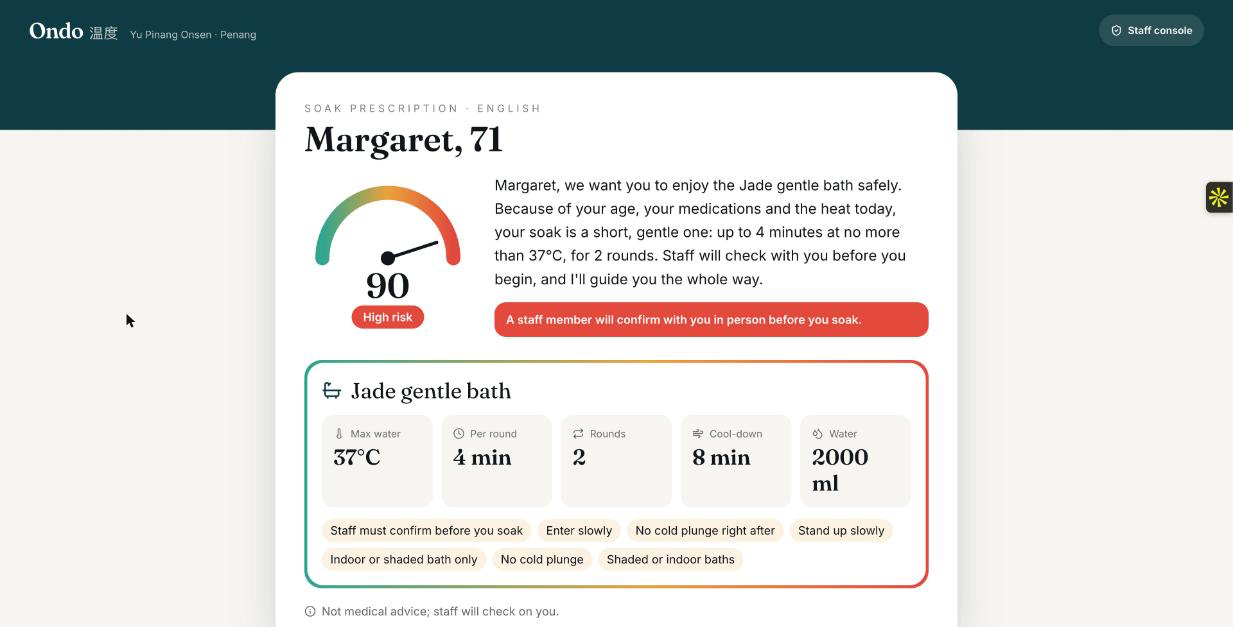 Ondo 温度 Yu Pinang Onsen · Penang
Staff console
SOAK PRESCRIPTION · ENGLISH
Margaret, 71
90
High risk
Margaret, we want you to enjoy the Jade gentle bath safely.
Because of your age, your medications and the heat today,
your soak is a short, gentle one: up to 4 minutes at no more
than 37°C, for 2 rounds. Staff will check with you before you
begin, and I'll guide you the whole way.
A staff member will confirm with you in person before you soak.
Jade gentle bath
Max water
37°C
Per round
4 min
Rounds
2
Cool-down
8 min
Water
2000
ml
Staff must confirm before you soak
Enter slowly
No cold plunge right after
Stand up slowly
Indoor or shaded bath only
No cold plunge
Shaded or indoor baths
Not medical advice; staff will check on you.